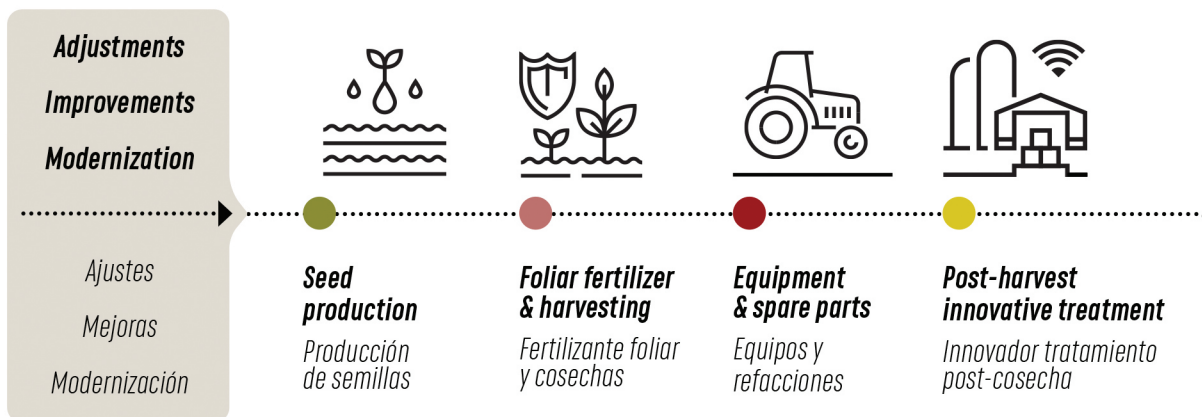 Adjustments
Improvements
Modernization
Ajustes
Mejoras
Modernización
Seed
production
Producción
de semillas
Foliar fertilizer
& harvesting
Fertilizante foliar
y cosechas
Equipment
& spare parts
Equipos y
refacciones
Post-harvest
innovative treatment
Innovador tratamiento
post-cosecha